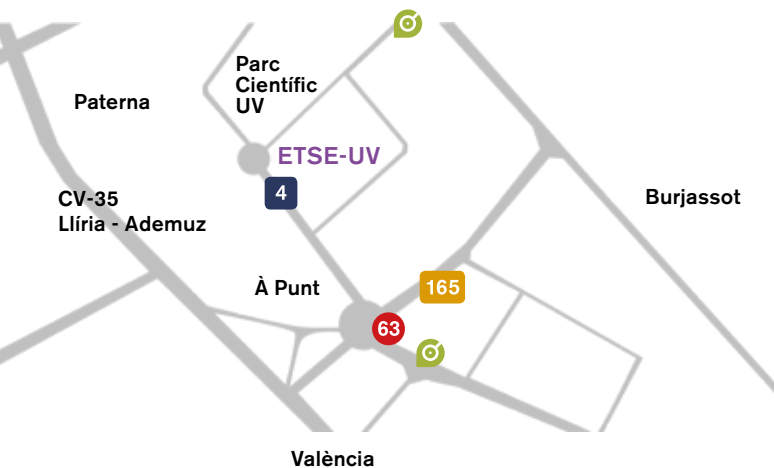 Parc
Científic
UV
Paterna
ETSE-UV
4
CV-35
Llíria - Ademuz
Burjassot
À Punt
165
63
València